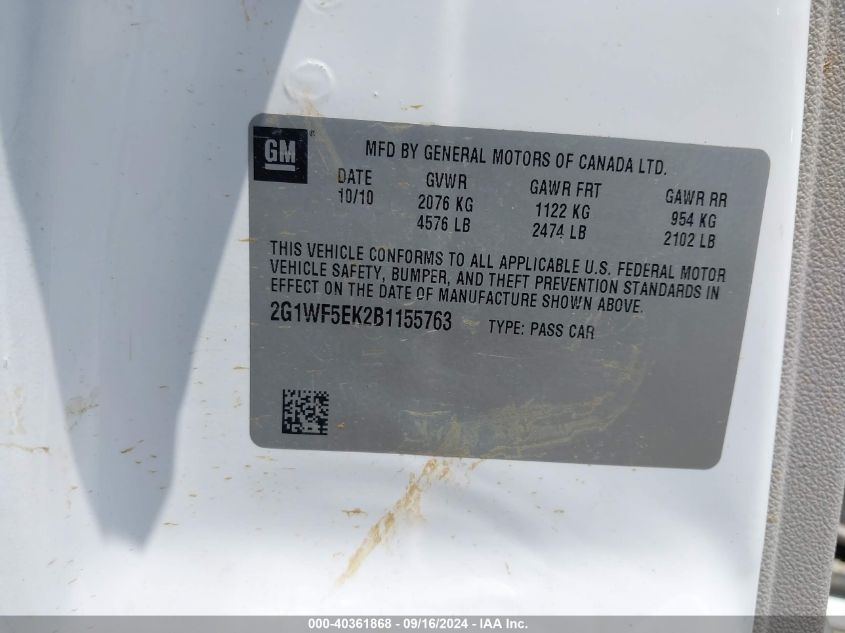 GM ®
MFD BY GENERAL MOTORS OF CANADA LTD.
DATE GVWR GAWR FRT GAWR RR
10/10 2076 KG 1122 KG 954 KG
4576 LB 2474 LB 2102 LB
THIS VEHICLE CONFORMS TO ALL APPLICABLE U.S. FEDERAL MOTOR
VEHICLE SAFETY, BUMPER, AND THEFT PREVENTION STANDARDS IN
EFFECT ON THE DATE OF MANUFACTURE SHOWN ABOVE.
2G1WF5EK2B1155763 TYPE: PASS CAR
000-40361868 - 09/16/2024 - IAA Inc.